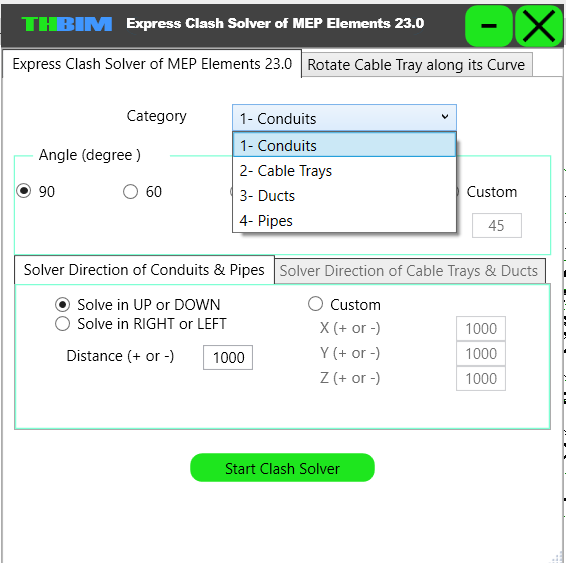 THBIM Express Clash Solver of MEP Elements 23.0
Express Clash Solver of MEP Elements 23.0 Rotate Cable Tray along its Curve
Category 1- Conduits
1- Conduits
2- Cable Trays
3- Ducts
4- Pipes
Angle (degree )
90 60 Custom
45
Solver Direction of Conduits & Pipes Solver Direction of Cable Trays & Ducts
Solve in UP or DOWN
Solve in RIGHT or LEFT
Distance (+ or -) 1000
Custom
X (+ or -) 1000
Y (+ or -) 1000
Z (+ or -) 1000
Start Clash Solver